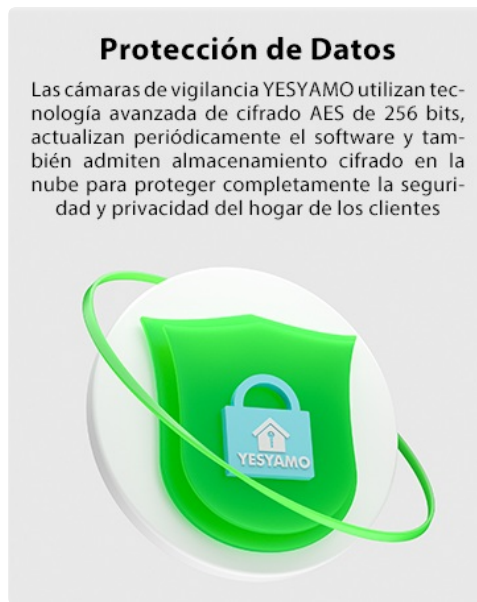 Protección de Datos
Las cámaras de vigilancia YESYAMO utilizan tec-
nología avanzada de cifrado AES de 256 bits,
actualizan periódicamente el software y tam-
bién admiten almacenamiento cifrado en la
nube para proteger completamente la seguri-
dad y privacidad del hogar de los clientes
YESYAMO